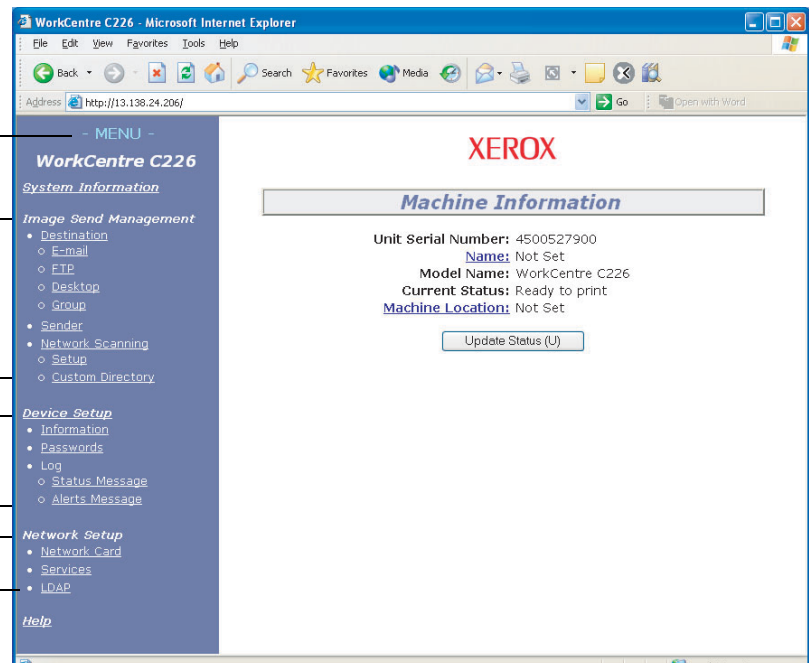 WorkCentre C226 - Microsoft Internet Explorer
File Edit View Favorites Tools Help
Back Search Favorites Media
Address http://13.138.24.206/ Go Open with Word
- MENU -
WorkCentre C226
System Information
Image Send Management
• Destination
○ E-mail
○ FTP
○ Desktop
○ Group
• Sender
• Network Scanning
○ Setup
○ Custom Directory
Device Setup
• Information
• Passwords
• Log
○ Status Message
○ Alerts Message
Network Setup
• Network Card
• Services
• LDAP
Help
XEROX
Machine Information
Unit Serial Number: 4500527900
Name: Not Set
Model Name: WorkCentre C226
Current Status: Ready to print
Machine Location: Not Set
Update Status (U)